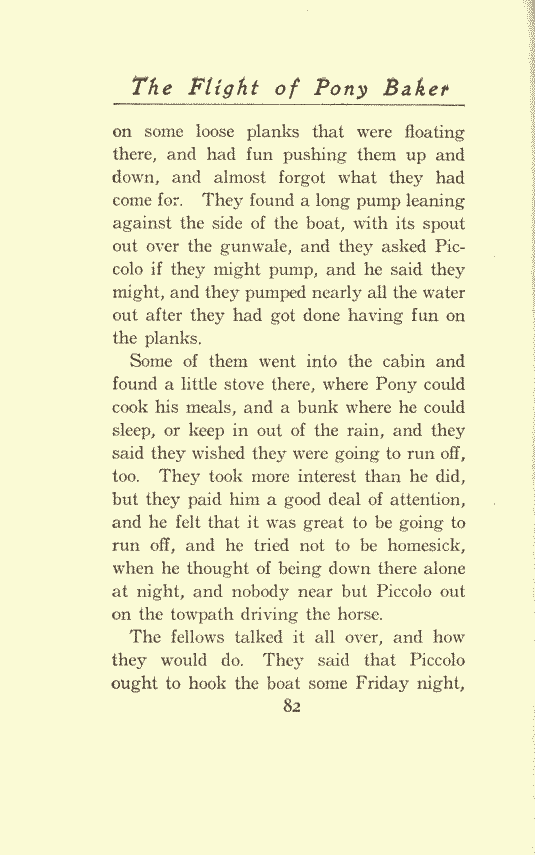 The Flight of Pony Baker
on some loose planks that were floating
there, and had fun pushing them up and
down, and almost forgot what they had
come for. They found a long pump leaning
against the side of the boat, with its spout
out over the gunwale, and they asked Pic-
colo if they might pump, and he said they
might, and they pumped nearly all the water
out after they had got done having fun on
the planks.
Some of them went into the cabin and
found a little stove there, where Pony could
cook his meals, and a bunk where he could
sleep, or keep in out of the rain, and they
said they wished they were going to run off,
too. They took more interest than he did,
but they paid him a good deal of attention,
and he felt that it was great to be going to
run off, and he tried not to be homesick,
when he thought of being down there alone
at night, and nobody near but Piccolo out
on the towpath driving the horse.
The fellows talked it all over, and how
they would do. They said that Piccolo
ought to hook the boat some Friday night,
82